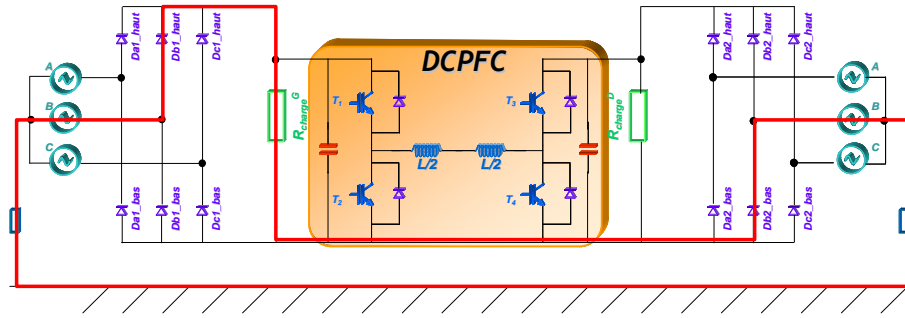 Da1_haut
Db1_haut
Dc1_haut
DCPFC
Da2_haut
Db2_haut
Dc2_haut
A
B
C
G
Rcharge
T1
T3
D
Rcharge
A
B
C
L/2
L/2
T2
T4
Da1_bas
Db1_bas
Dc1_bas
Da2_bas
Db2_bas
Dc2_bas